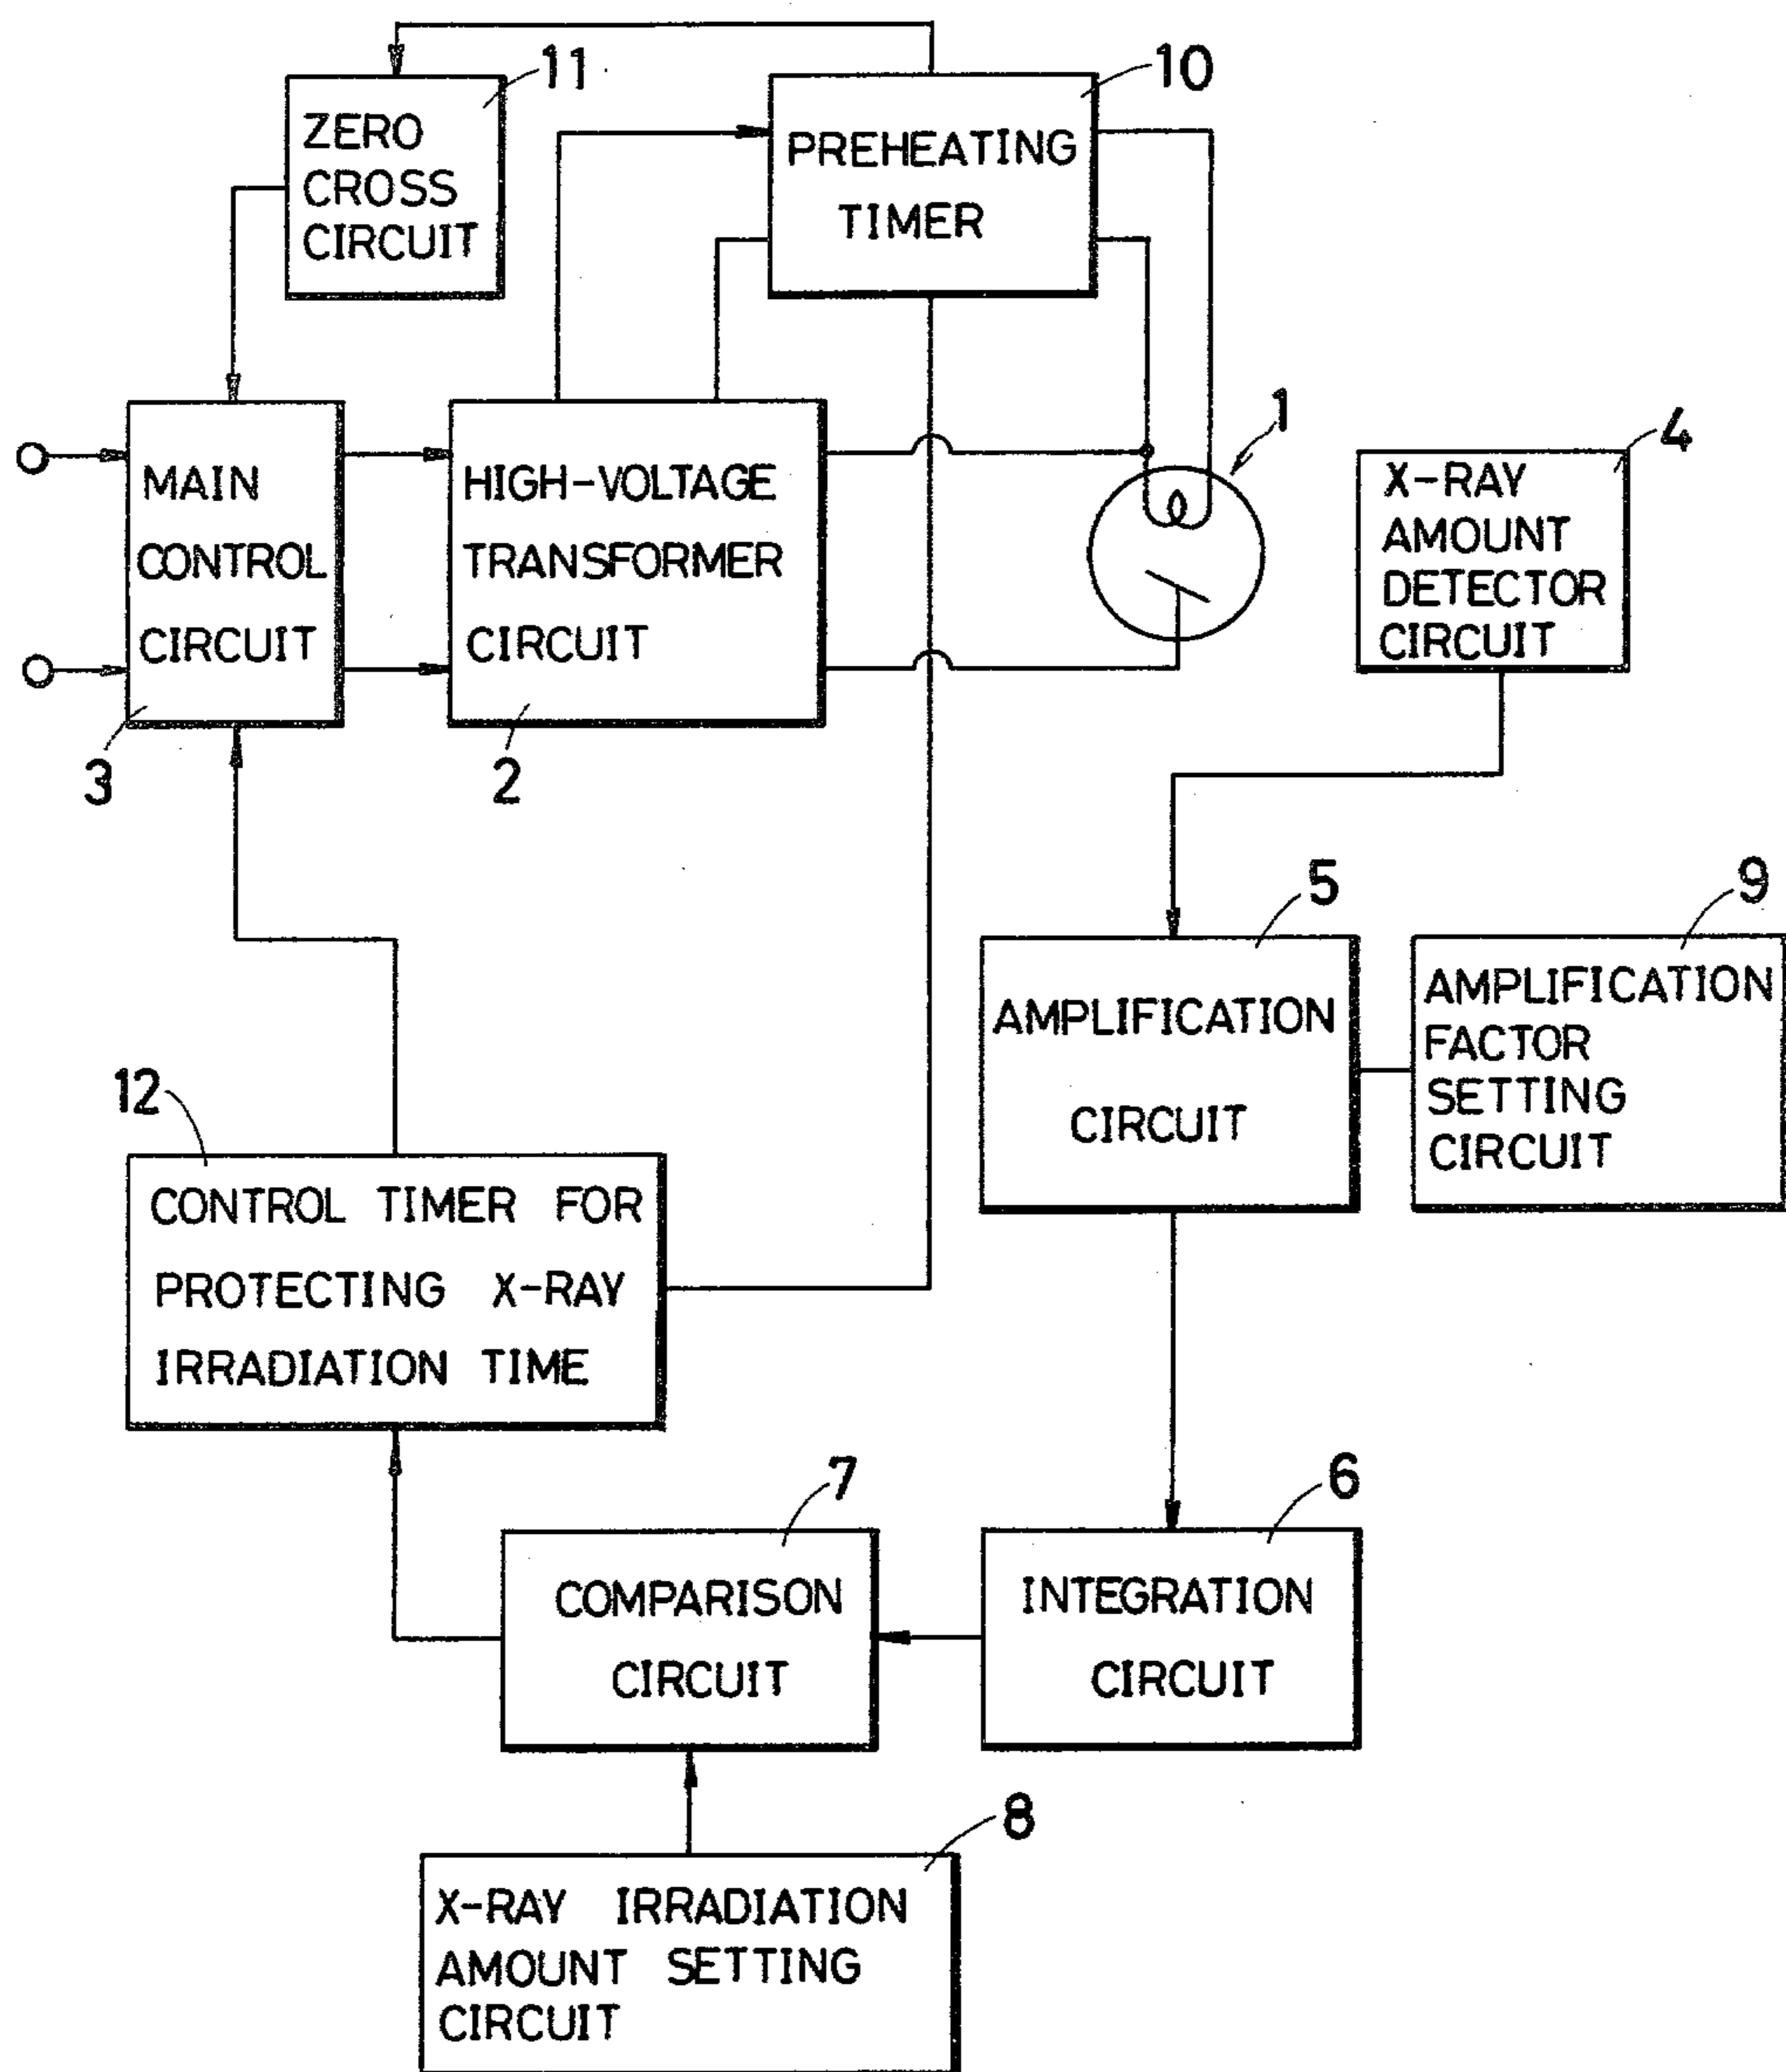 11
ZERO
CROSS
CIRCUIT
10
PREHEATING
TIMER
1
MAIN
CONTROL
CIRCUIT
3
HIGH-VOLTAGE
TRANSFORMER
CIRCUIT
2
4
X-RAY
AMOUNT
DETECTOR
CIRCUIT
5
AMPLIFICATION
CIRCUIT
9
AMPLIFICATION
FACTOR
SETTING
CIRCUIT
12
CONTROL TIMER FOR
PROTECTING X-RAY
IRRADIATION TIME
7
COMPARISON
CIRCUIT
6
INTEGRATION
CIRCUIT
8
X-RAY IRRADIATION
AMOUNT SETTING
CIRCUIT